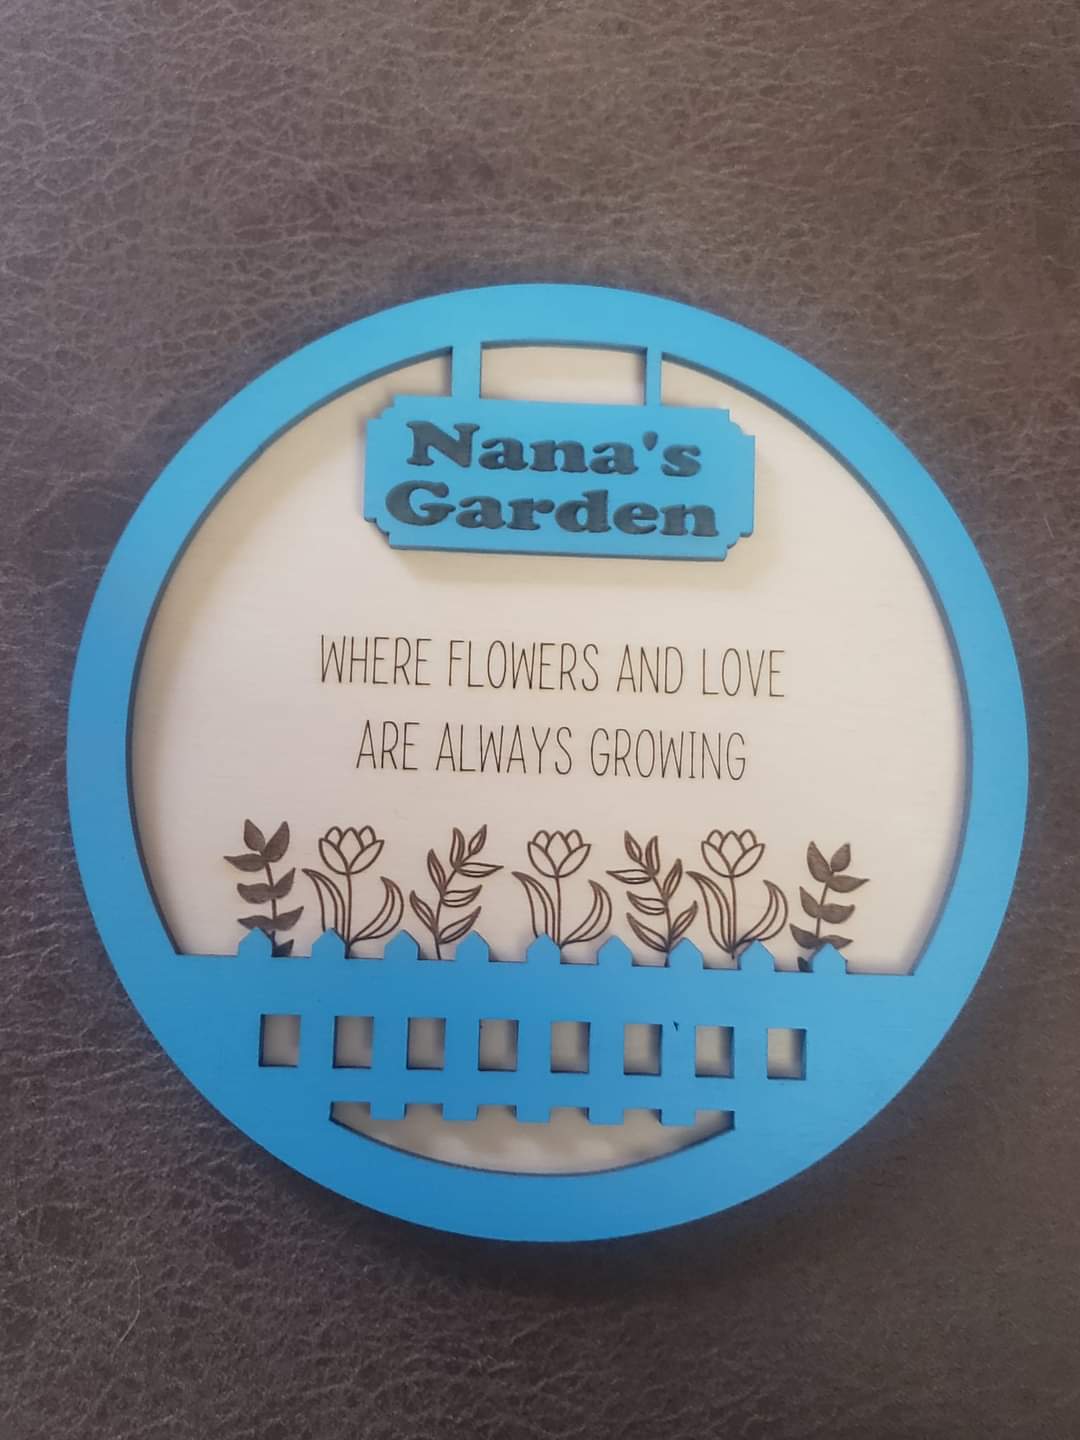 Nana's
Garden
WHERE FLOWERS AND LOVE
ARE ALWAYS GROWING